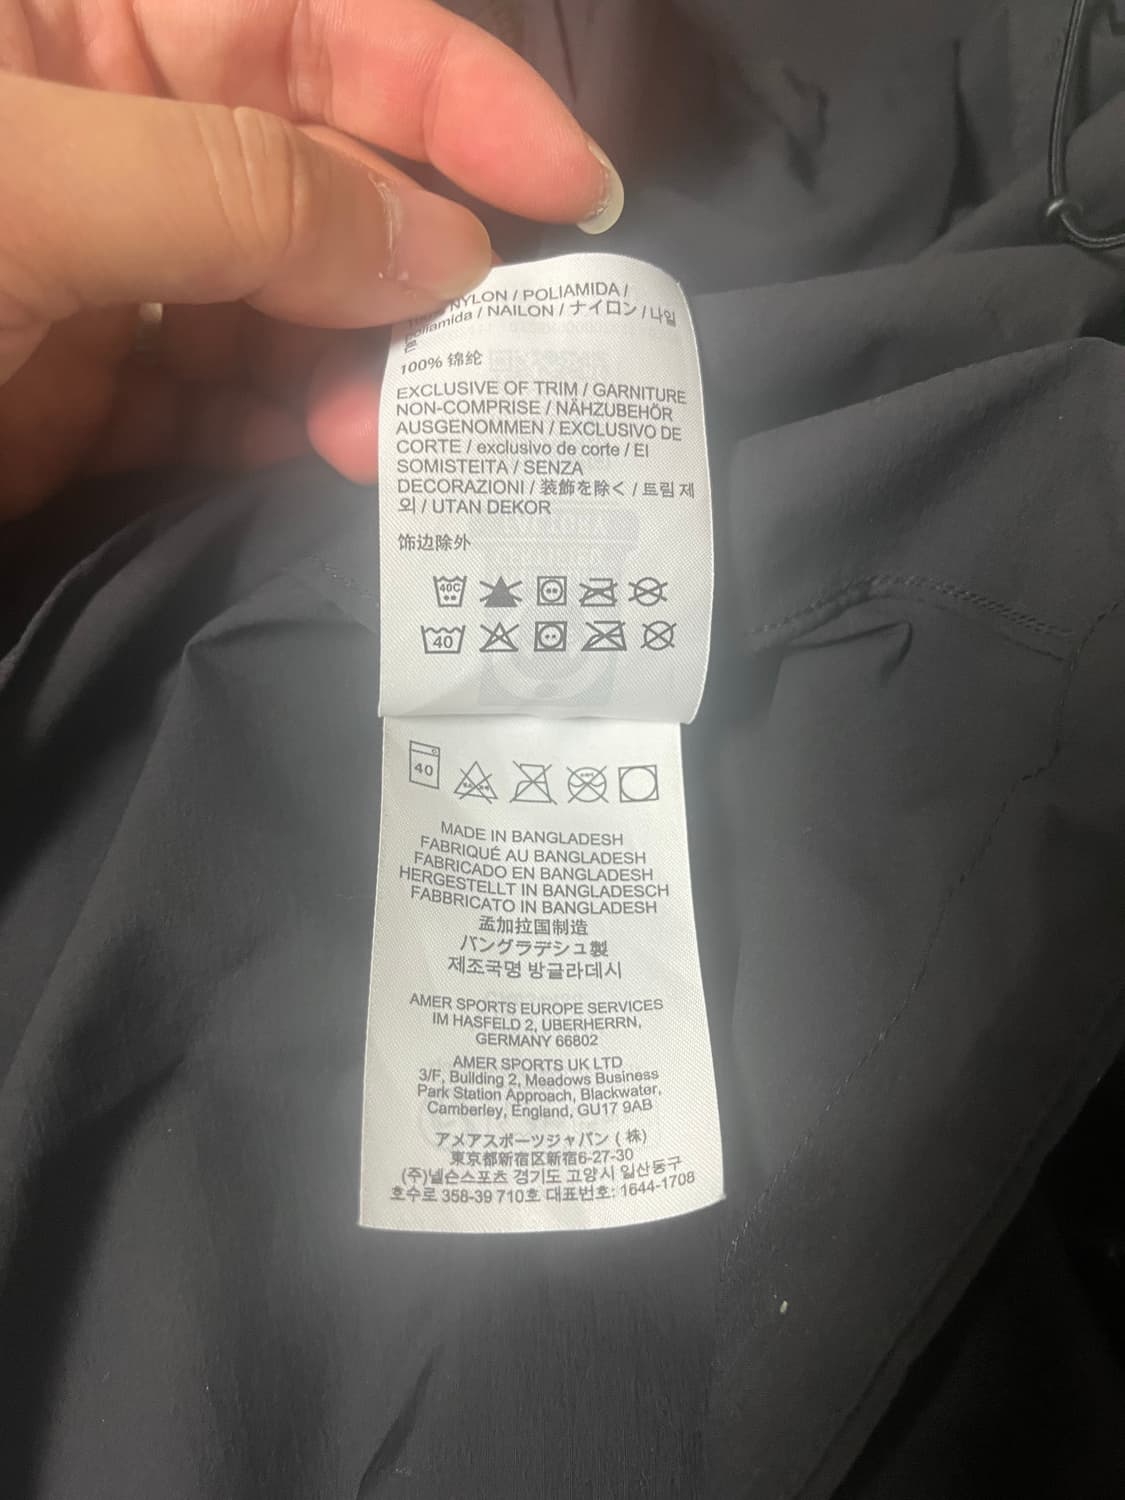 NYLON / POLIAMIDA /
Poliamida / NAILON / ナイロン / 나일
론
100% 锦纶
EXCLUSIVE OF TRIM / GARNITURE
NON-COMPRISE / NÄHZUBEHÖR
AUSGENOMMEN / EXCLUSIVO DE
CORTE / exclusivo de corte / EI
SOMISTEITA / SENZA
DECORAZIONI / 装飾を除く / 트림 제
외 / UTAN DEKOR
饰边除外
40C
40
40
MADE IN BANGLADESH
FABRIQUÉ AU BANGLADESH
FABRICADO EN BANGLADESH
HERGESTELLT IN BANGLADESCH
FABBRICATO IN BANGLADESH
孟加拉国制造
バングラデシュ製
제조국명 방글라데시
AMER SPORTS EUROPE SERVICES
IM HASFELD 2, UBERHERRN,
GERMANY 66802
AMER SPORTS UK LTD
3/F, Building 2, Meadows Business
Park Station Approach, Blackwater,
Camberley, England, GU17 9AB
アメアスポーツジャパン (株)
東京都新宿区新宿6-27-30
(주)넬슨스포츠 경기도 고양시 일산동구
호수로 358-39 710호 대표번호: 1644-1708